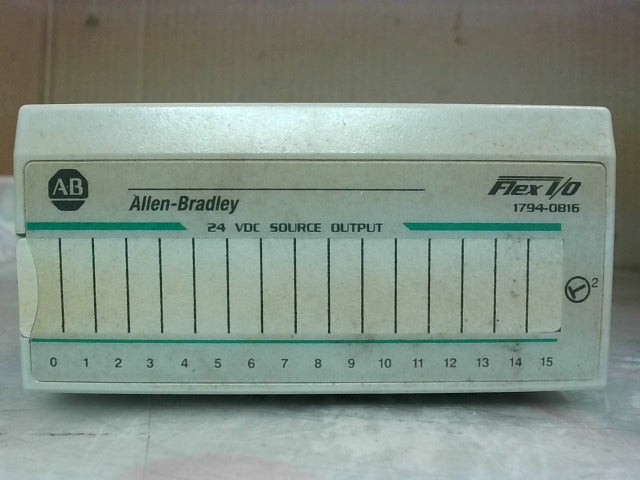 AB
Allen-Bradley
Flex I/O
1794-OB16
24 VDC SOURCE OUTPUT
2
0 1 2 3 4 5 6 7 8 9 10 11 12 13 14 15